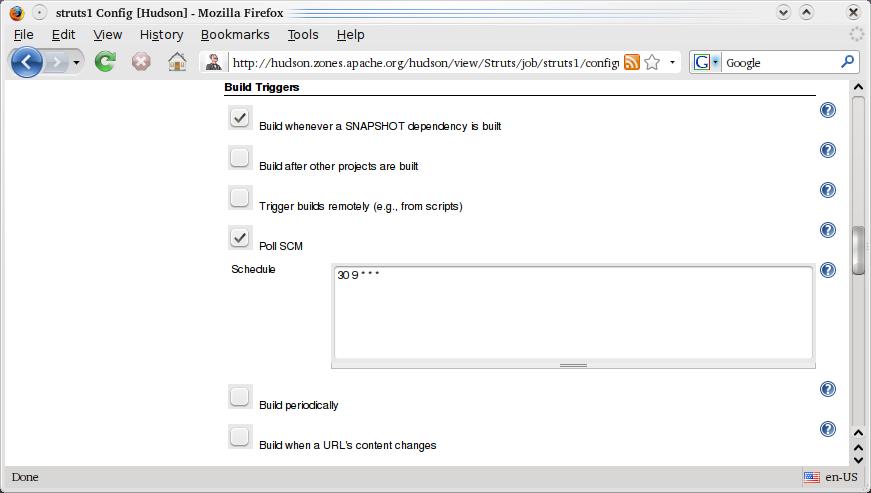 struts1 Config [Hudson] - Mozilla Firefox
File Edit View History Bookmarks Tools Help
http://hudson.zones.apache.org/hudson/view/Struts/job/struts1/config
G Google
Build Triggers
Build whenever a SNAPSHOT dependency is built
Build after other projects are built
Trigger builds remotely (e.g., from scripts)
Poll SCM
Schedule
30 9 * * *
Build periodically
Build when a URL's content changes
Done en-US